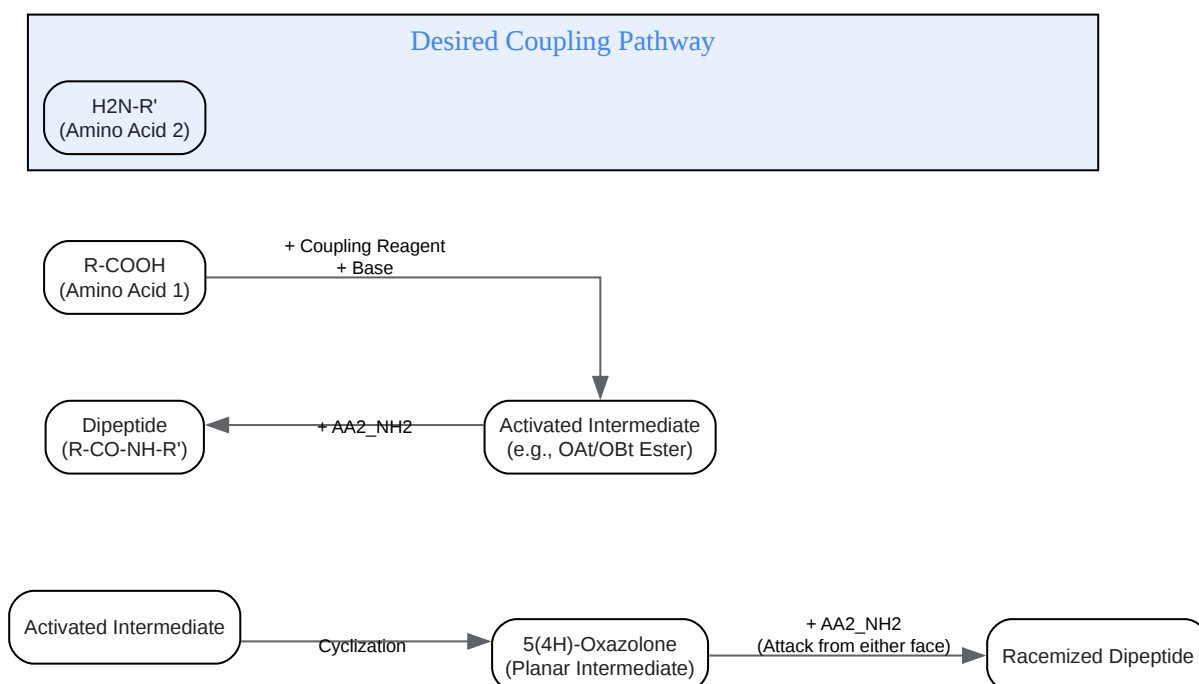 Desired Coupling Pathway
H2N-R'
(Amino Acid 2)
+ Coupling Reagent
+ Base
R-COOH
(Amino Acid 1)
Dipeptide
(R-CO-NH-R')
+ AA2_NH2
Activated Intermediate
(e.g., OAt/OBt Ester)
Activated Intermediate
Cyclization
5(4H)-Oxazolone
(Planar Intermediate)
+ AA2_NH2
(Attack from either face)
Racemized Dipeptide